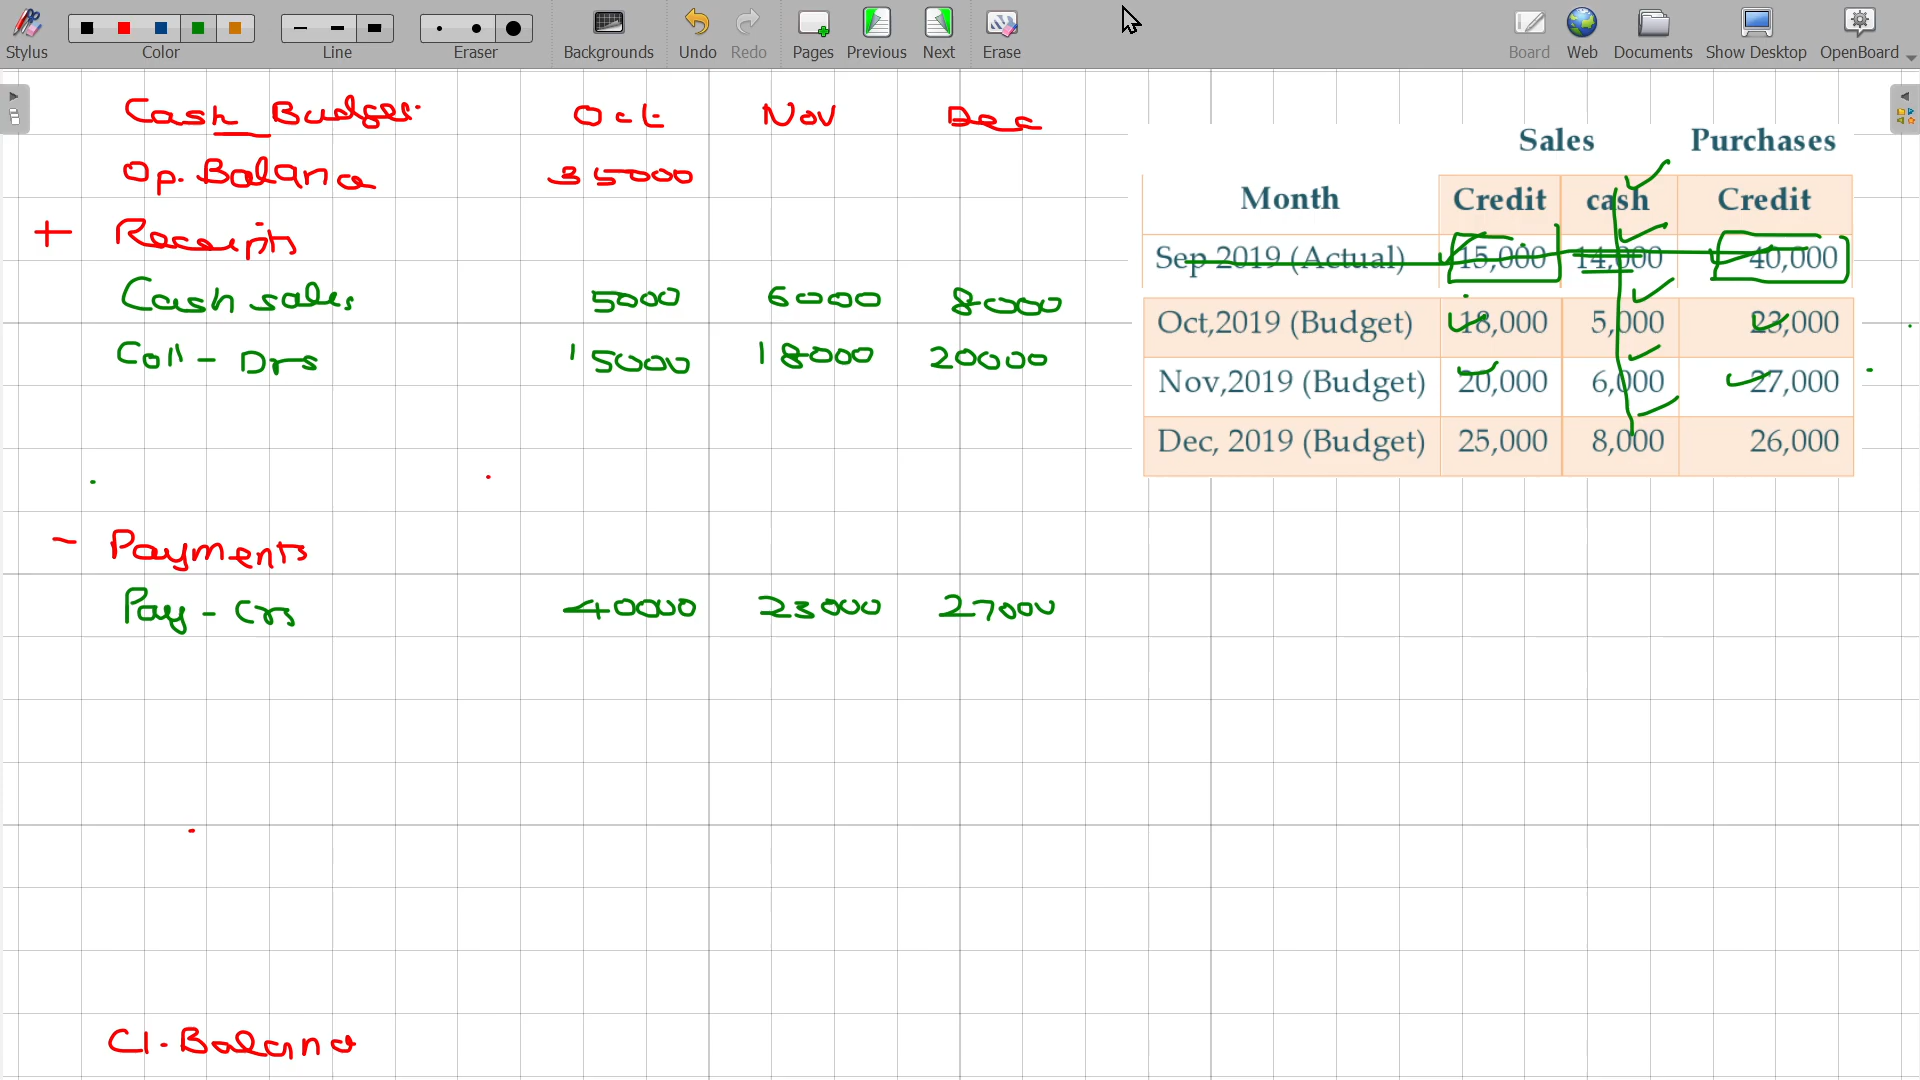 Stylus Color Line Eraser Backgrounds Undo Redo Pages Previous Next Erase Board Web Documents Show Desktop OpenBoard
Cash Budget Oct Nov Dec
Op. Balance 35000
+ Receipts
Cash sales 5000 6000 8000
Coll - Drs 15000 18000 20000
- Payments
Pay - Crs 40000 23000 27000
Cl. Balance
Sales Purchases
Month Credit cash Credit
Sep 2019 (Actual) 15,000 14,000 40,000
Oct,2019 (Budget) 18,000 5,000 23,000
Nov,2019 (Budget) 20,000 6,000 27,000
Dec, 2019 (Budget) 25,000 8,000 26,000